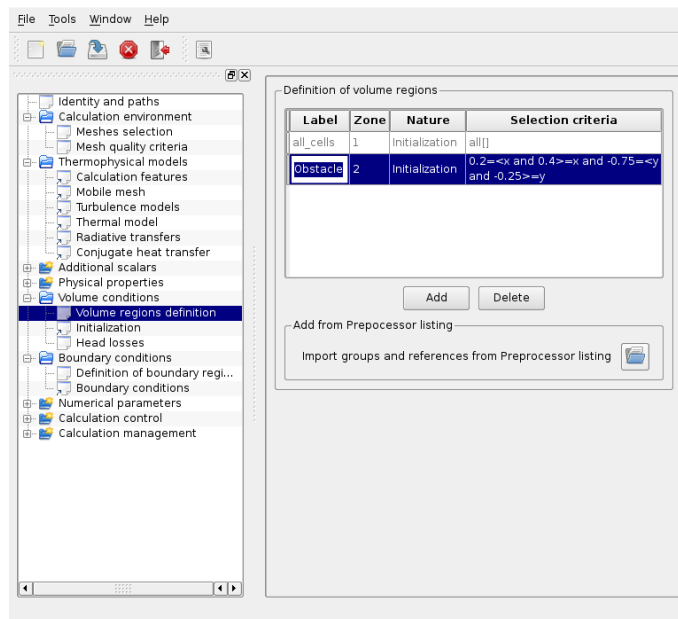 File Tools Window Help
Identity and paths
Calculation environment
Meshes selection
Mesh quality criteria
Thermophysical models
Calculation features
Mobile mesh
Turbulence models
Thermal model
Radiative transfers
Conjugate heat transfer
Additional scalars
Physical properties
Volume conditions
Volume regions definition
Initialization
Head losses
Boundary conditions
Definition of boundary regi...
Boundary conditions
Numerical parameters
Calculation control
Calculation management
Definition of volume regions
Label Zone Nature Selection criteria
all_cells 1 Initialization all[]
Obstacle 2 Initialization 0.2=<x and 0.4>=x and -0.75=<y
and -0.25>=y
Add Delete
Add from Prepocessor listing
Import groups and references from Preprocessor listing